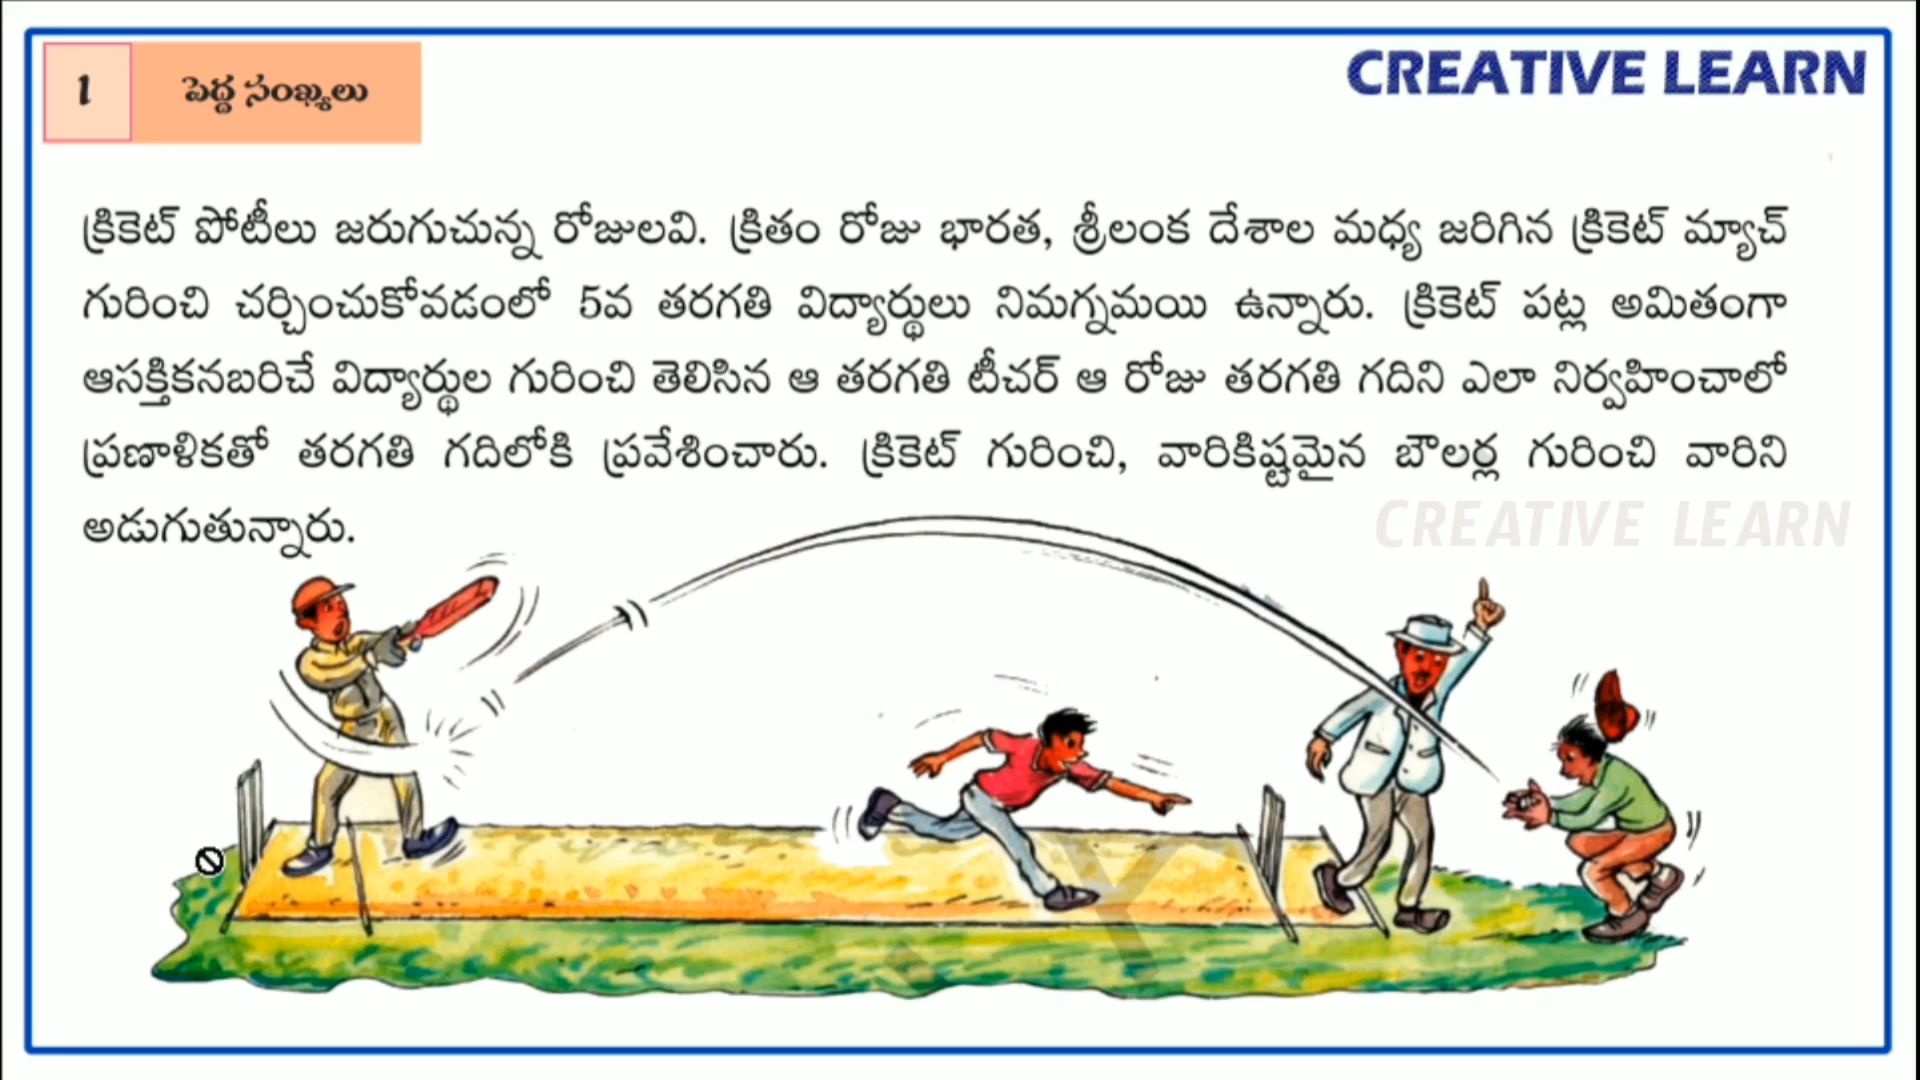 1 పెద్ద సంఖ్యలు
CREATIVE LEARN
క్రికెట్ పోటీలు జరుగుచున్న రోజులవి. క్రితం రోజు భారత, శ్రీలంక దేశాల మధ్య జరిగిన క్రికెట్ మ్యాచ్
గురించి చర్చించుకోవడంలో 5వ తరగతి విద్యార్థులు నిమగ్నమయి ఉన్నారు. క్రికెట్ పట్ల అమితంగా
ఆసక్తికనబరిచే విద్యార్థుల గురించి తెలిసిన ఆ తరగతి టీచర్ ఆ రోజు తరగతి గదిని ఎలా నిర్వహించాలో
ప్రణాళికతో తరగతి గదిలోకి ప్రవేశించారు. క్రికెట్ గురించి, వారికిష్టమైన బౌలర్ల గురించి వారిని
అడుగుతున్నారు.
CREATIVE LEARN